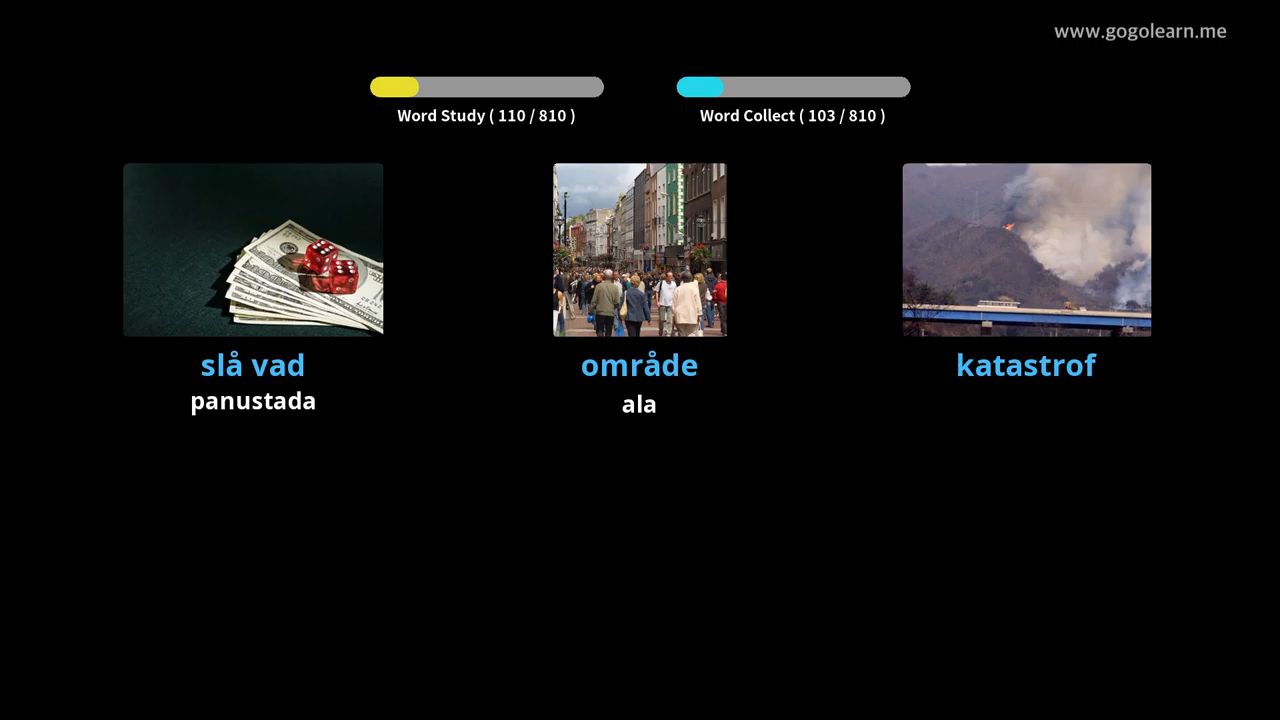 www.gogolearn.me
Word Study ( 110 / 810 )
Word Collect ( 103 / 810 )
slå vad
panustada
område
ala
katastrof